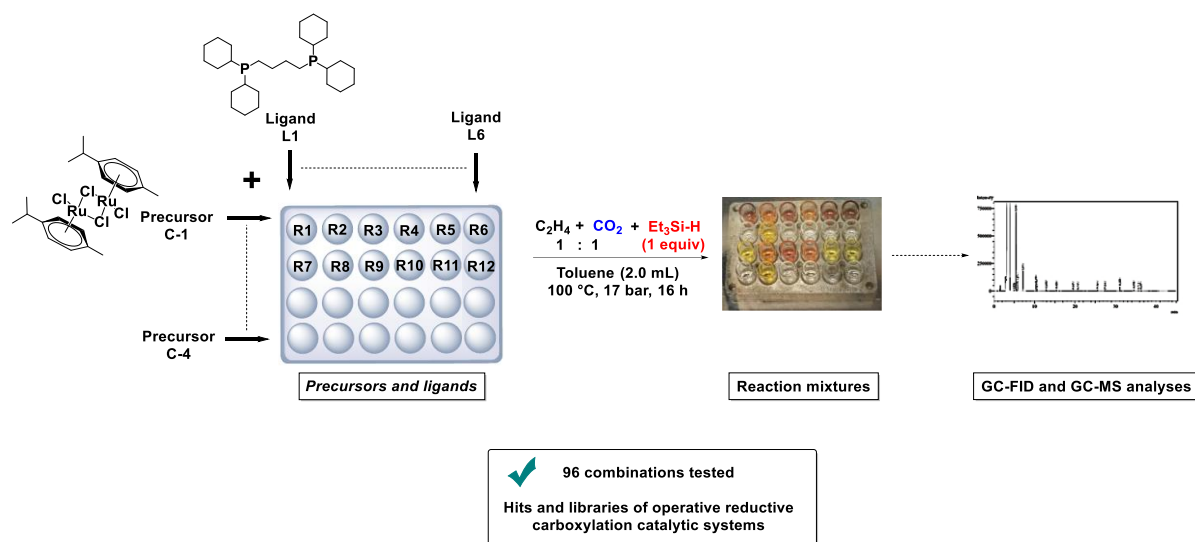 P
P
Ligand
L1
Ligand
L6
Cl
Ru
Cl
Ru
Cl
Cl
+
Precursor
C-1
R1 R2 R3 R4 R5 R6
R7 R8 R9 R10 R11 R12
Precursor
C-4
Precursors and ligands
C₂H₄ + CO₂ + Et₃Si-H
1 : 1 (1 equiv)
Toluene (2.0 mL)
100 °C, 17 bar, 16 h
Reaction mixtures
GC-FID and GC-MS analyses
96 combinations tested
Hits and libraries of operative reductive
carboxylation catalytic systems